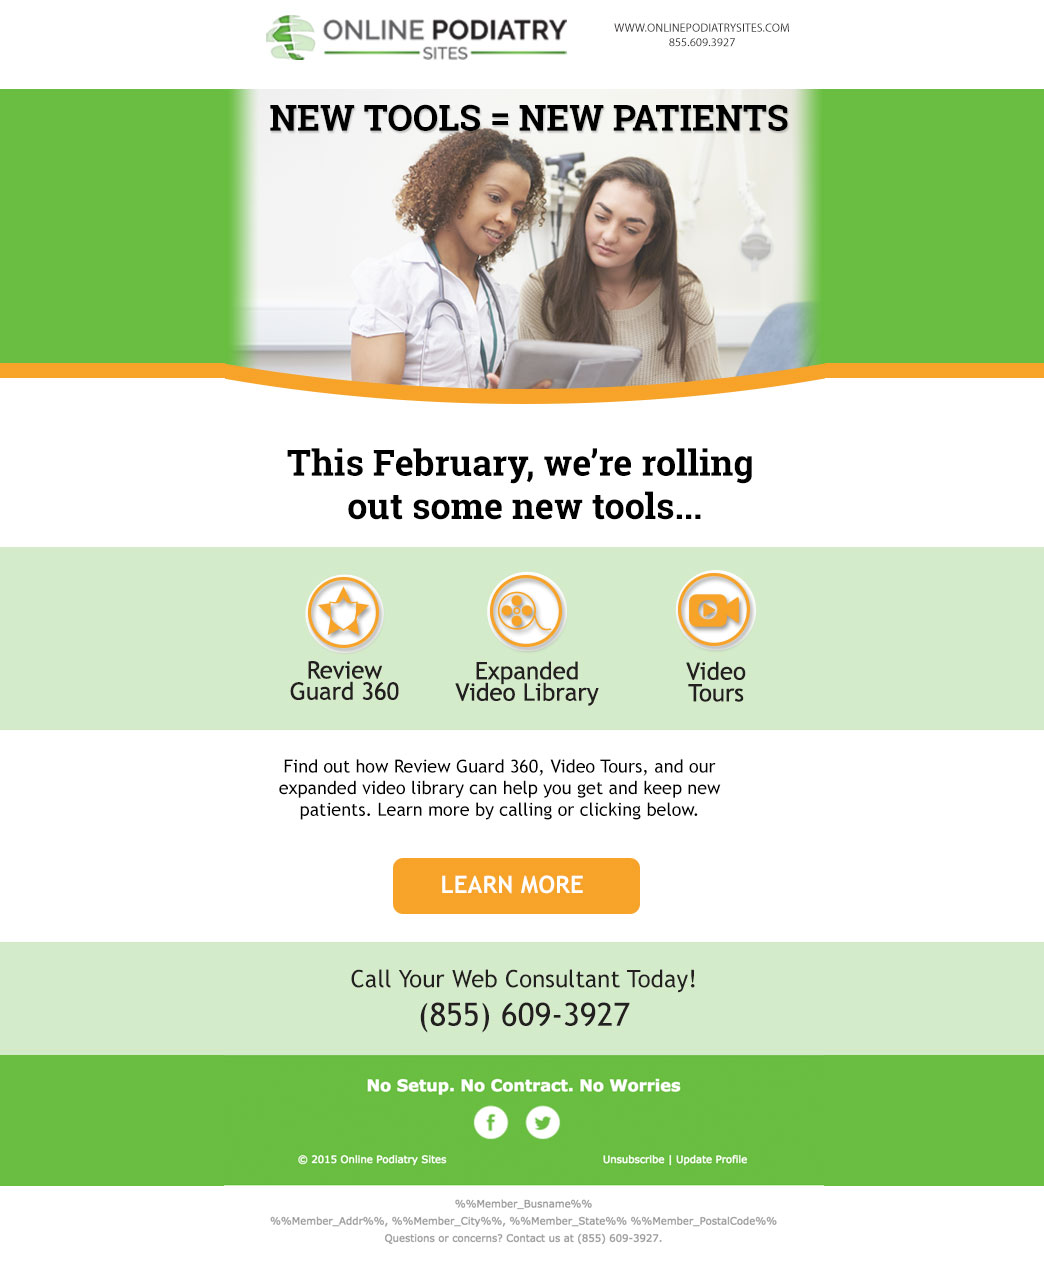 ONLINE PODIATRY
SITES
WWW.ONLINEPODIATRYSITES.COM
855.609.3927
NEW TOOLS = NEW PATIENTS
This February, we’re rolling
out some new tools...
Review
Guard 360
Expanded
Video Library
Video
Tours
Find out how Review Guard 360, Video Tours, and our
expanded video library can help you get and keep new
patients. Learn more by calling or clicking below.
LEARN MORE
Call Your Web Consultant Today!
(855) 609-3927
No Setup. No Contract. No Worries
© 2015 Online Podiatry Sites
Unsubscribe | Update Profile
%%Member_Busname%%
%%Member_Addr%%, %%Member_City%%, %%Member_State%% %%Member_PostalCode%%
Questions or concerns? Contact us at (855) 609-3927.